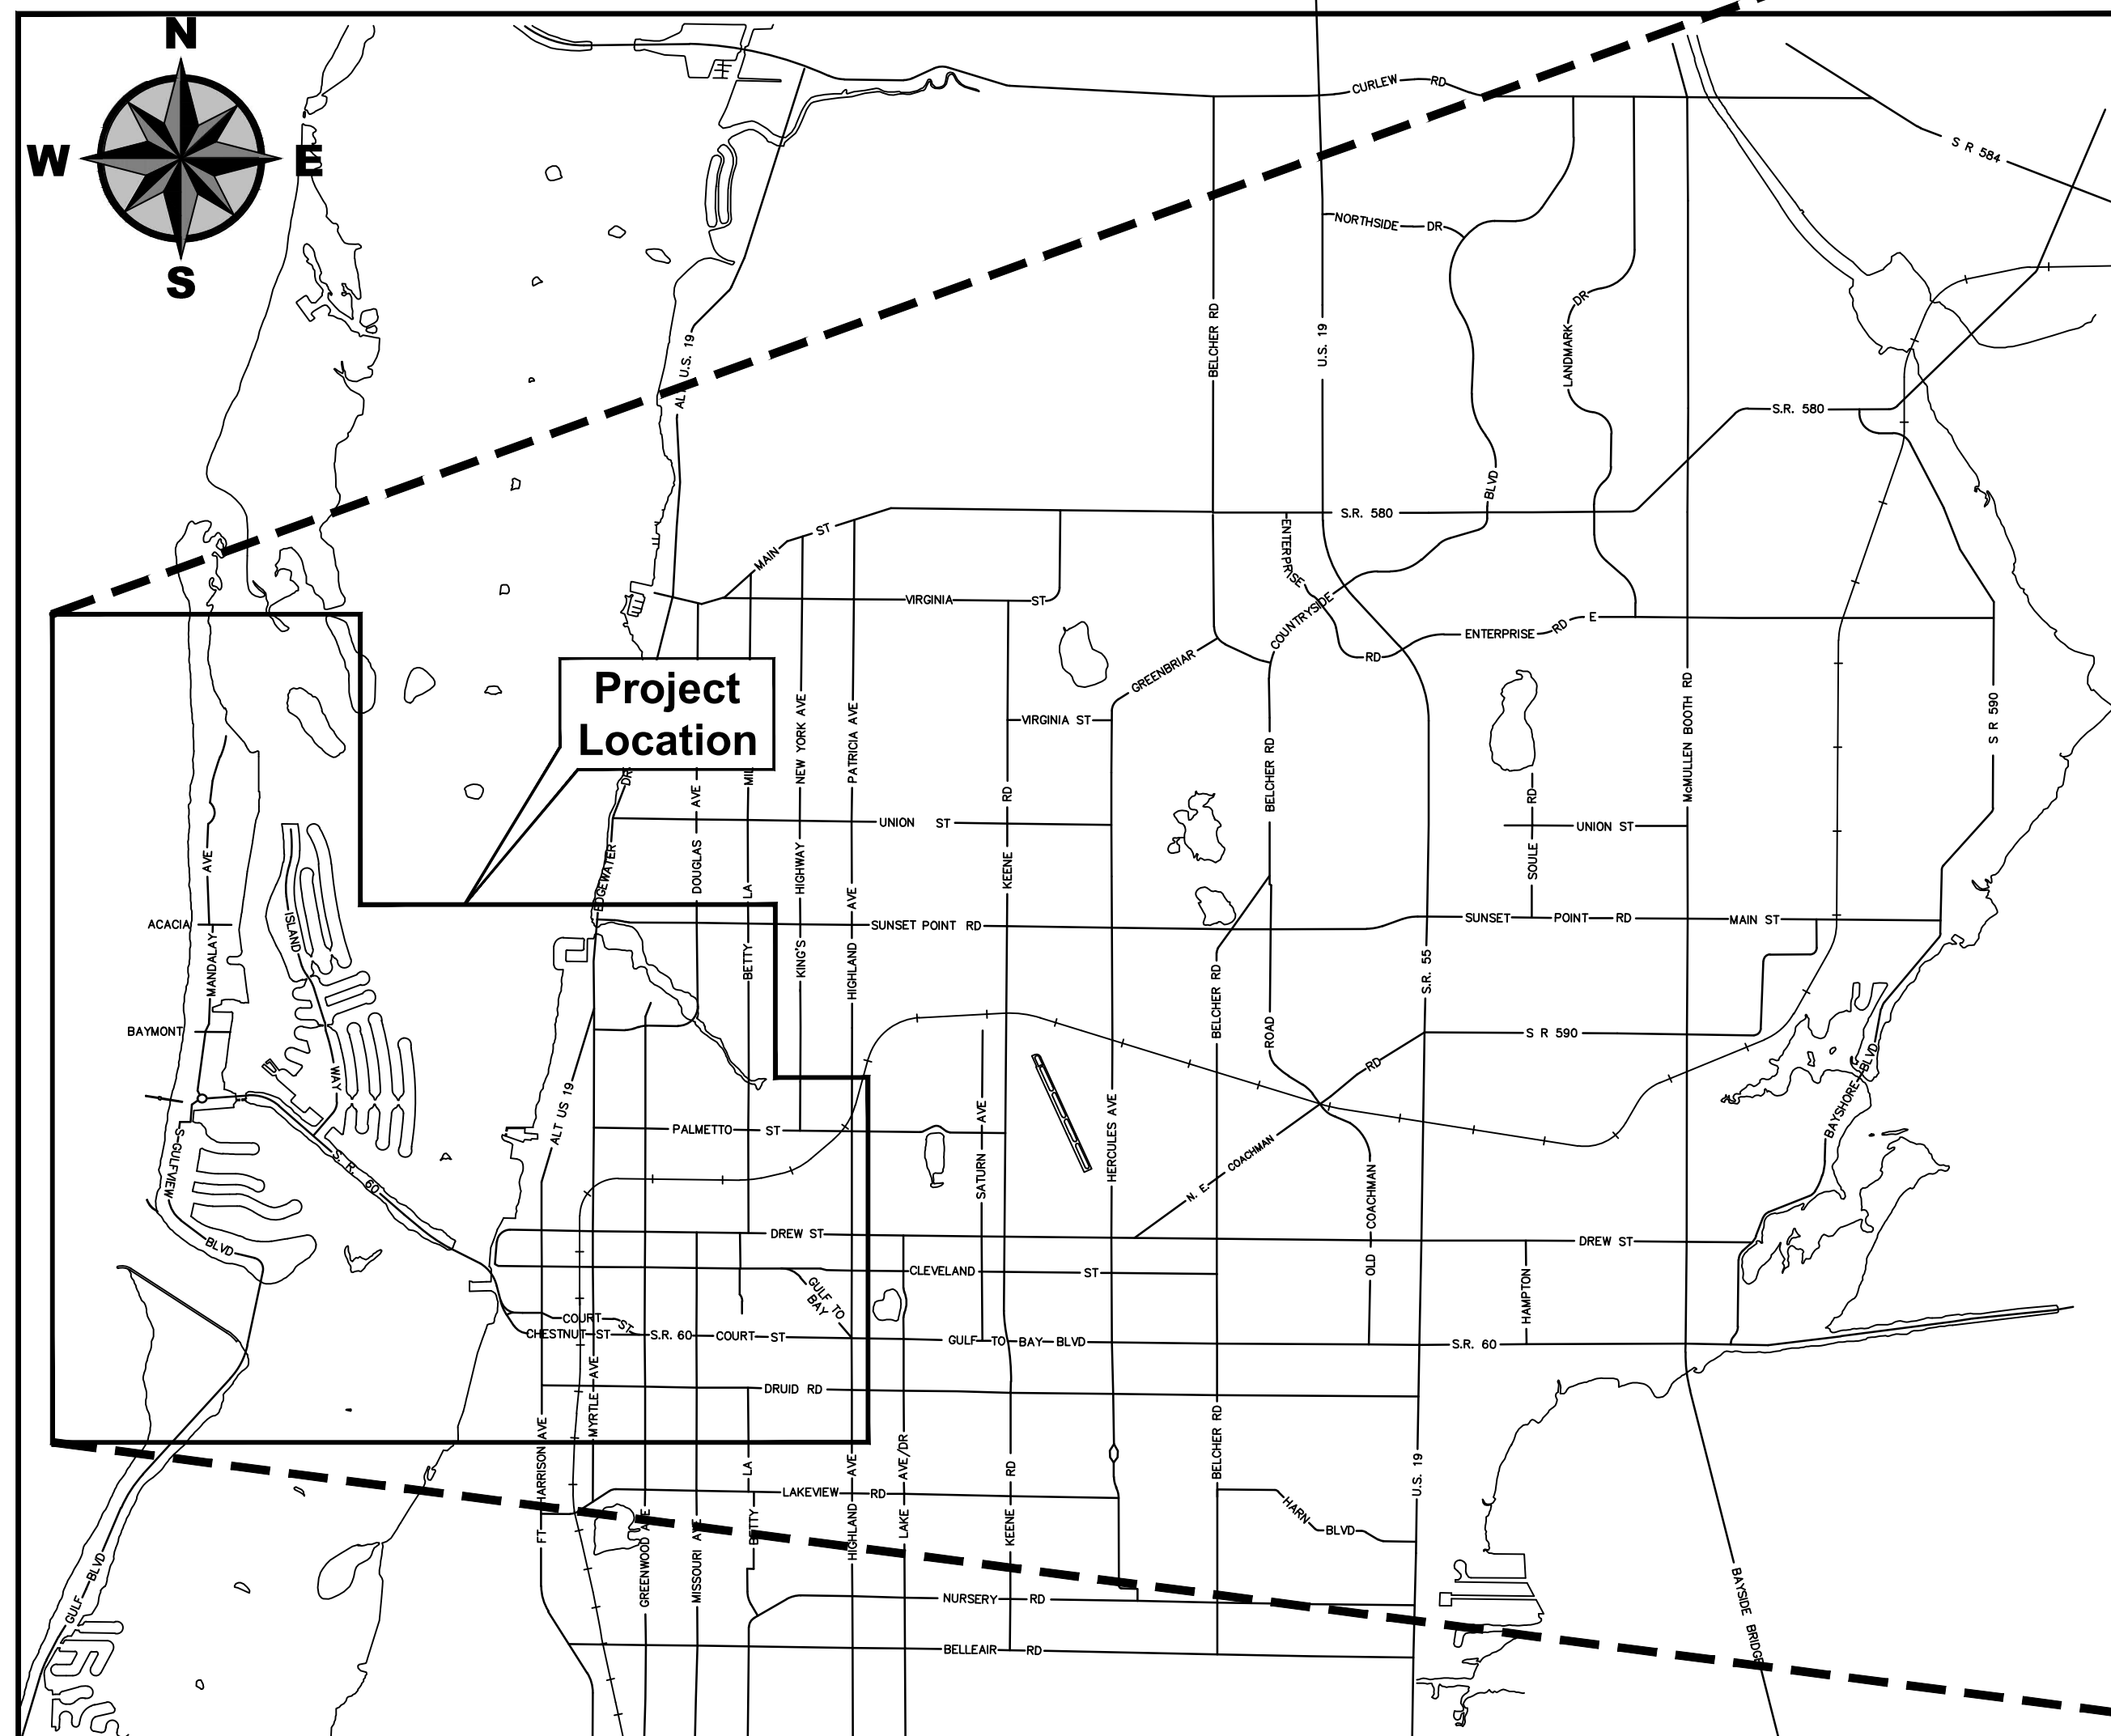 N
W
E
S
CURLEW RD
S R 584
NORTHSIDE DR
BELCHER RD
U.S. 19
LANDMARK DR
ALT U.S. 19
S.R. 580
BLVD
S.R. 580
MAIN ST
ENTERPRISE
RD
VIRGINIA ST
COUNTRYSIDE
ENTERPRISE RD E
GREENBRIAR
Project
Location
VIRGINIA ST
McMULLEN BOOTH RD
S R 590
NEW YORK AVE
PATRICIA AVE
BELCHER RD
KEENE RD
DOUGLAS AVE
EDGEWATER DR
UNION ST
SOULE RD
UNION ST
KING'S HIGHWAY
HIGHLAND AVE
BETTY LA
ACACIA
MANDALAY AVE
ISLAND WAY
SUNSET POINT RD
SUNSET POINT RD
MAIN ST
S.R. 55
BAYMONT
BELCHER RD
S R 590
ALT US 19
PALMETTO ST
SATURN AVE
HERCULES AVE
N. E. COACHMAN RD
OLD COACHMAN ROAD
BAYSHORE BLVD
S GULFVIEW BLVD
S. R. 60
DREW ST
DREW ST
CLEVELAND ST
GULF TO
BAY
HAMPTON
COURT ST
CHESTNUT ST
S.R. 60
COURT ST
GULF TO BAY BLVD
S.R. 60
DRUID RD
MYRTLE AVE
FT HARRISON AVE
BETTY LA
HIGHLAND AVE
LAKE AVE/DR
KEENE RD
BELCHER RD
U.S. 19
LAKEVIEW RD
HARN BLVD
GREENWOOD AVE
MISSOURI AVE
NURSERY RD
GULF BLVD
BELLEAIR RD
BAYSIDE BRIDGE